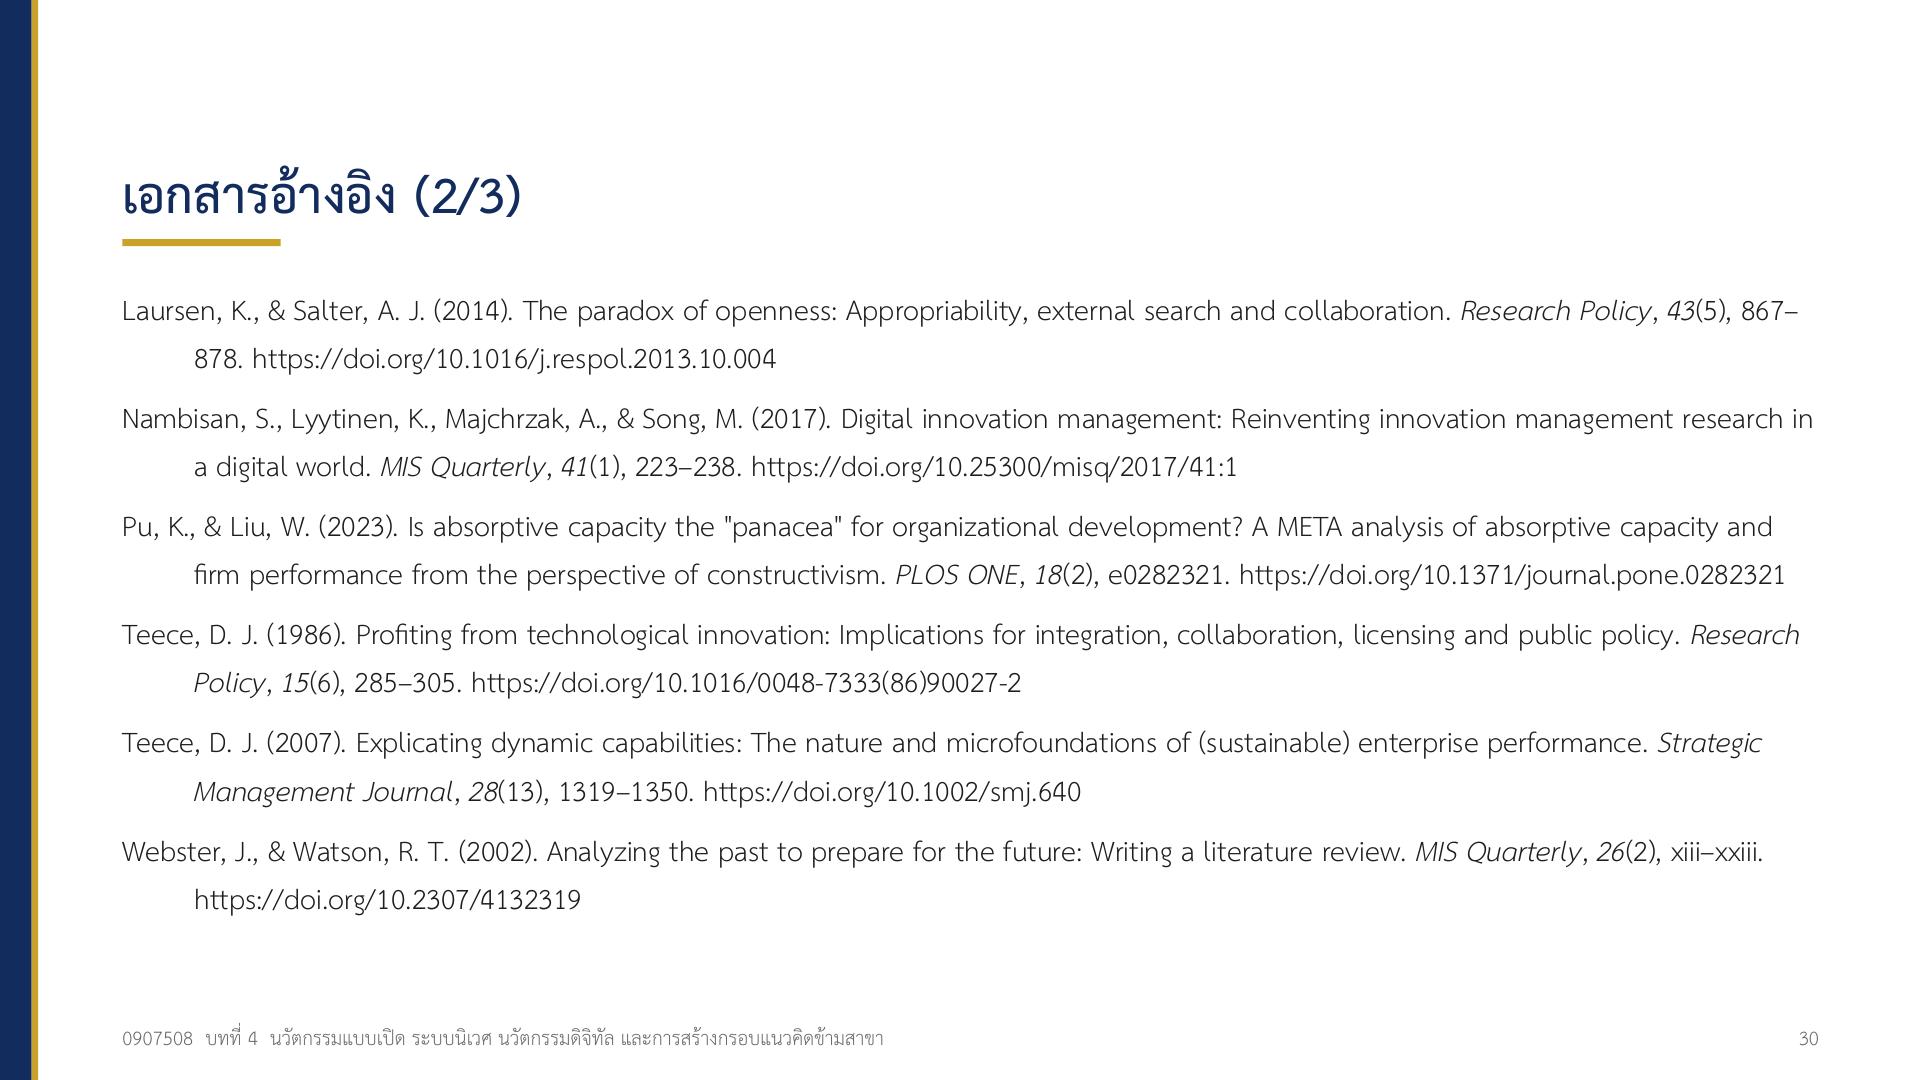 เอกสารอ้างอิง (2/3)
Laursen, K., & Salter, A. J. (2014). The paradox of openness: Appropriability, external search and collaboration. Research Policy, 43(5), 867–
878. https://doi.org/10.1016/j.respol.2013.10.004
Nambisan, S., Lyytinen, K., Majchrzak, A., & Song, M. (2017). Digital innovation management: Reinventing innovation management research in
a digital world. MIS Quarterly, 41(1), 223–238. https://doi.org/10.25300/misq/2017/41:1
Pu, K., & Liu, W. (2023). Is absorptive capacity the "panacea" for organizational development? A META analysis of absorptive capacity and
firm performance from the perspective of constructivism. PLOS ONE, 18(2), e0282321. https://doi.org/10.1371/journal.pone.0282321
Teece, D. J. (1986). Profiting from technological innovation: Implications for integration, collaboration, licensing and public policy. Research
Policy, 15(6), 285–305. https://doi.org/10.1016/0048-7333(86)90027-2
Teece, D. J. (2007). Explicating dynamic capabilities: The nature and microfoundations of (sustainable) enterprise performance. Strategic
Management Journal, 28(13), 1319–1350. https://doi.org/10.1002/smj.640
Webster, J., & Watson, R. T. (2002). Analyzing the past to prepare for the future: Writing a literature review. MIS Quarterly, 26(2), xiii–xxiii.
https://doi.org/10.2307/4132319
0907508 บทที่ 4 นวัตกรรมแบบเปิด ระบบนิเวศ นวัตกรรมดิจิทัล และการสร้างกรอบแนวคิดข้ามสาขา
30